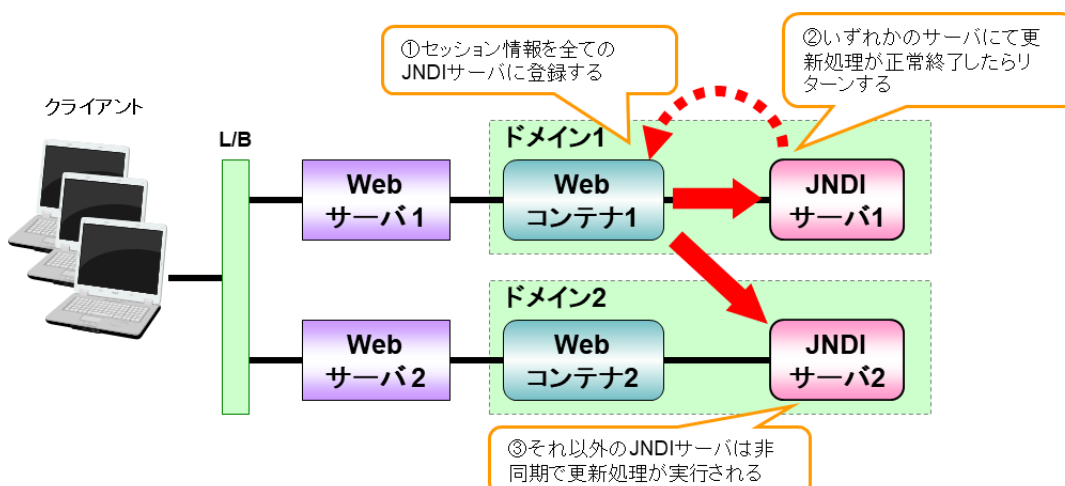 ①セッション情報を全ての
JNDIサーバに登録する
②いずれかのサーバにて更
新処理が正常終了したらリ
ターンする
クライアント
L/B
ドメイン1
Web
サーバ1
Web
コンテナ1
JNDI
サーバ1
ドメイン2
Web
サーバ2
Web
コンテナ2
JNDI
サーバ2
③それ以外のJNDIサーバは非
同期で更新処理が実行される